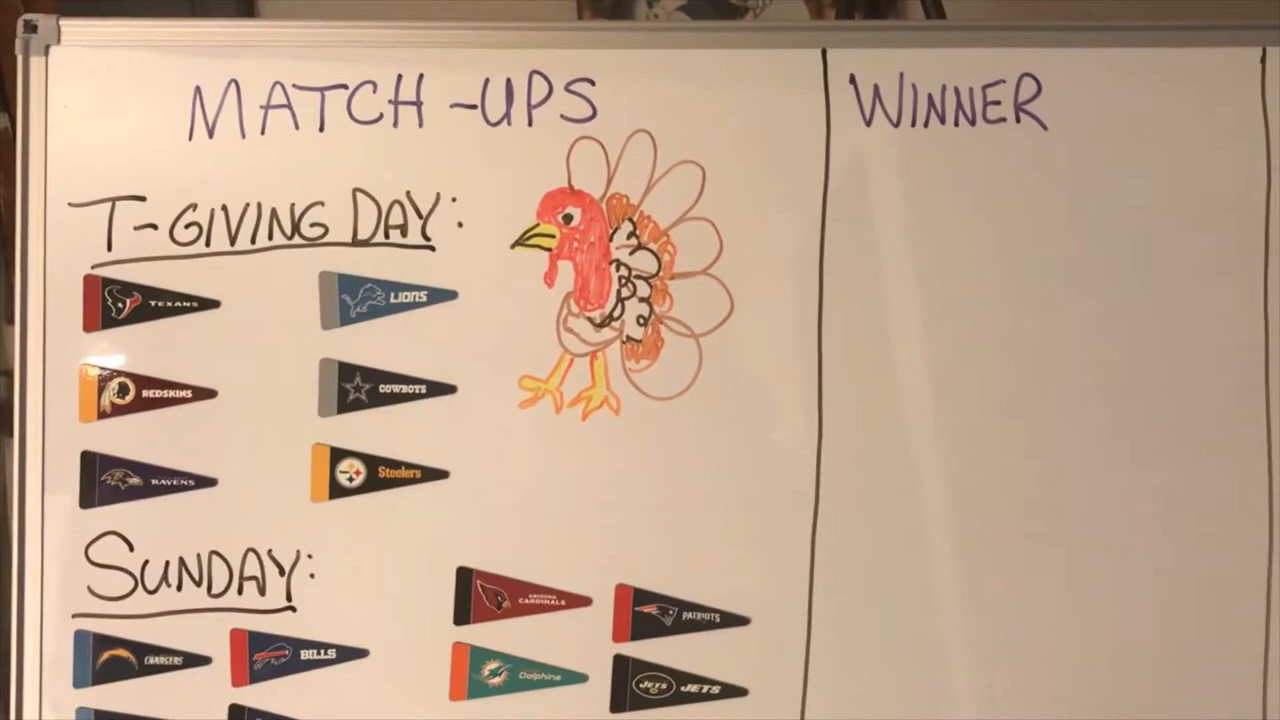 MATCH-UPS WINNER
T-GIVING DAY:
TEXANS LIONS
REDSKINS COWBOYS
RAVENS Steelers
SUNDAY:
ARIZONA
CARDINALS
PATRIOTS
CHARGERS BILLS
Dolphins JETS JETS